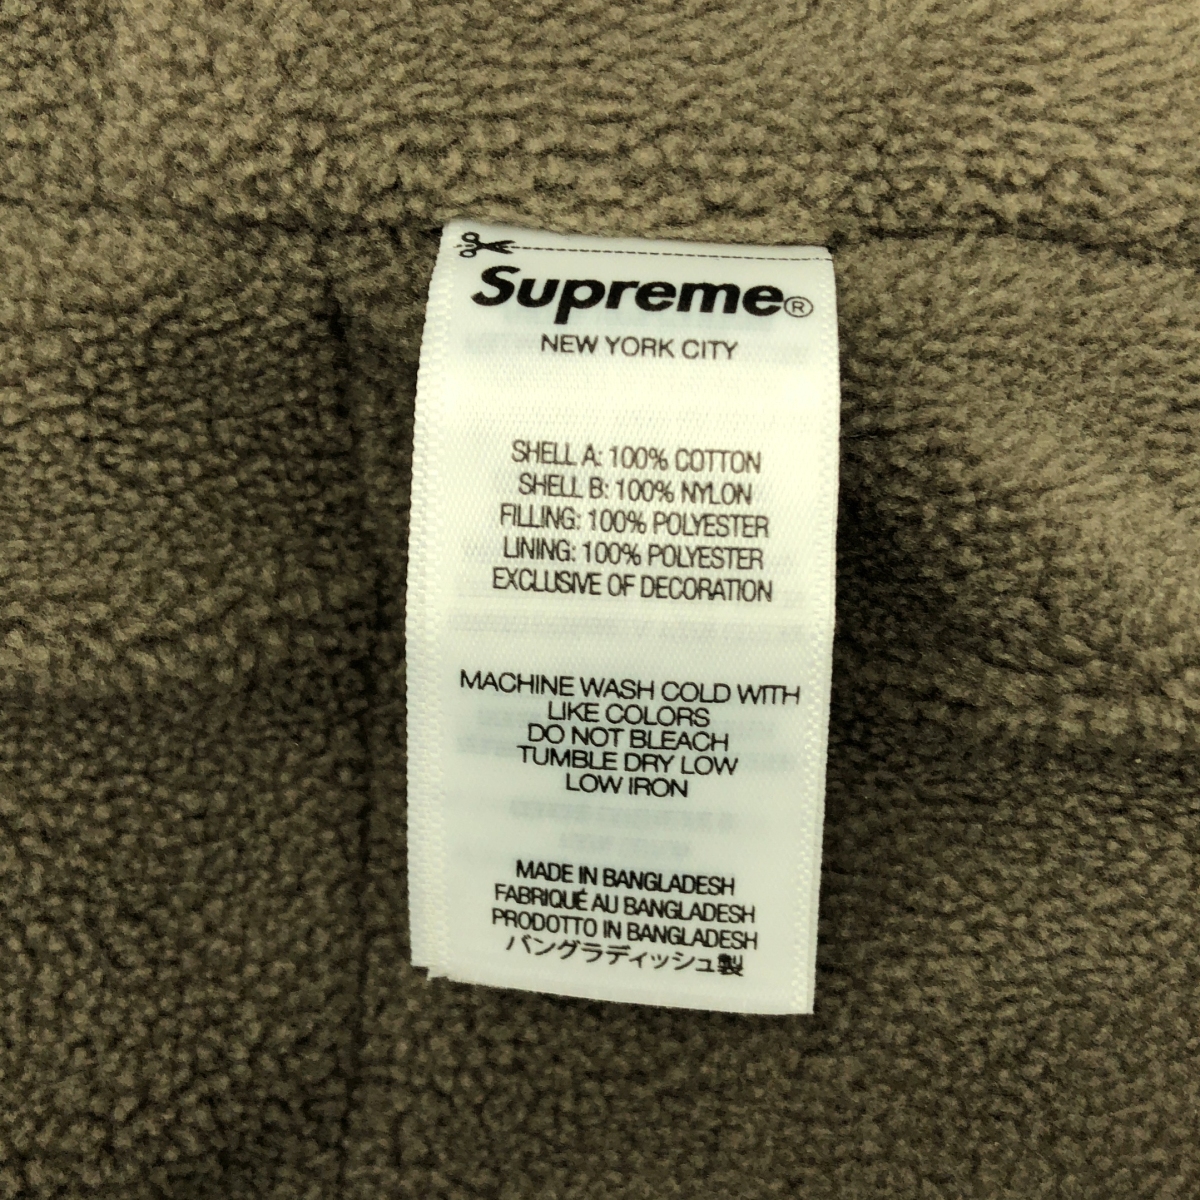 Supreme®
NEW YORK CITY
SHELL A: 100% COTTON
SHELL B: 100% NYLON
FILLING: 100% POLYESTER
LINING: 100% POLYESTER
EXCLUSIVE OF DECORATION
MACHINE WASH COLD WITH
LIKE COLORS
DO NOT BLEACH
TUMBLE DRY LOW
LOW IRON
MADE IN BANGLADESH
FABRIQUÉ AU BANGLADESH
PRODOTTO IN BANGLADESH
バングラディッシュ製